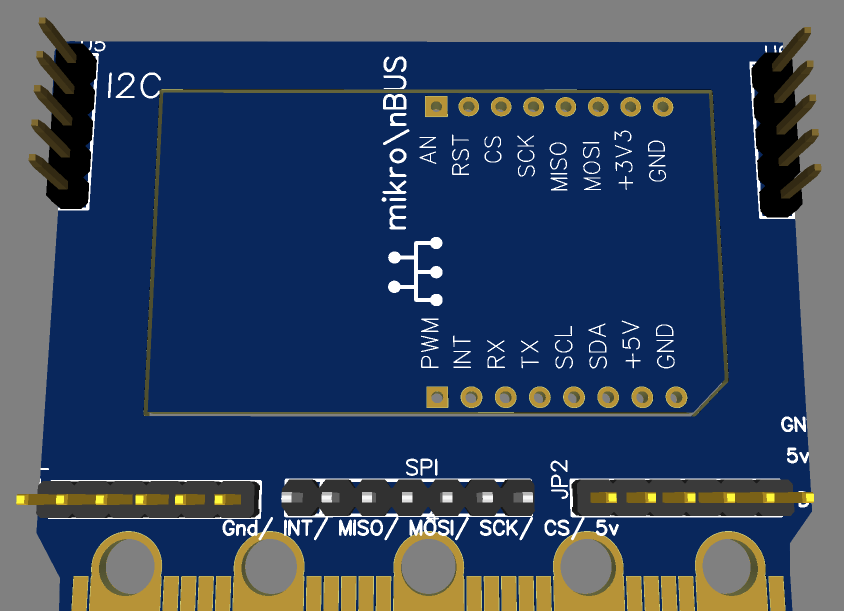 U5
I2C
mikro\nBUS
AN
RST
CS
SCK
MISO
MOSI
+3V3
GND
PWM
INT
RX
TX
SCL
SDA
+5V
GND
GN
5v
SPI
JP2
Gnd/ INT/ MISO/ MOSI/ SCK/ CS/ 5v